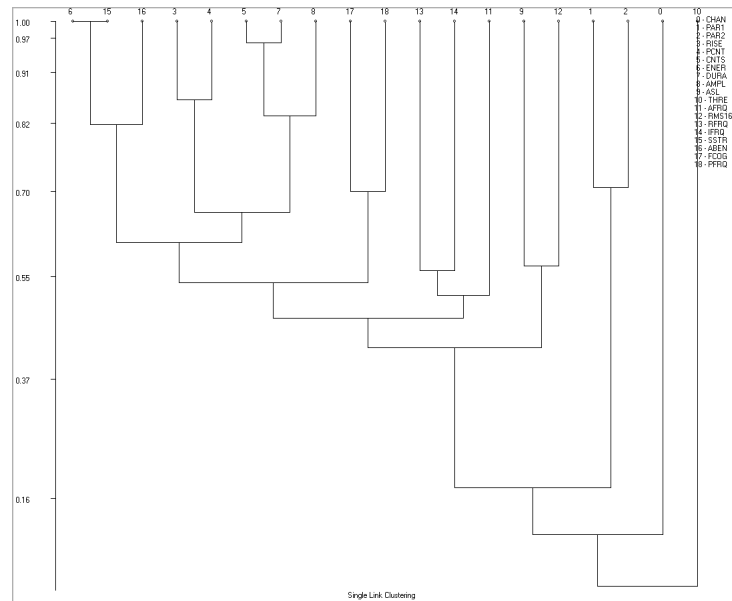 6 15 16 3 4 5 7 8 17 18 13 14 11 9 12 1 2 0 10
1.00
0.97
0.91
0.82
0.70
0.55
0.37
0.16
0 - CHAN
1 - PAR1
2 - PAR2
3 - RISE
4 - PCNT
5 - CNTS
6 - ENER
7 - DURA
8 - AMPL
9 - ASL
10 - THRE
11 - AFRQ
12 - RMS16
13 - RFRQ
14 - IFRQ
15 - SSTR
16 - ABEN
17 - FCOG
18 - PFRQ
Single Link Clustering